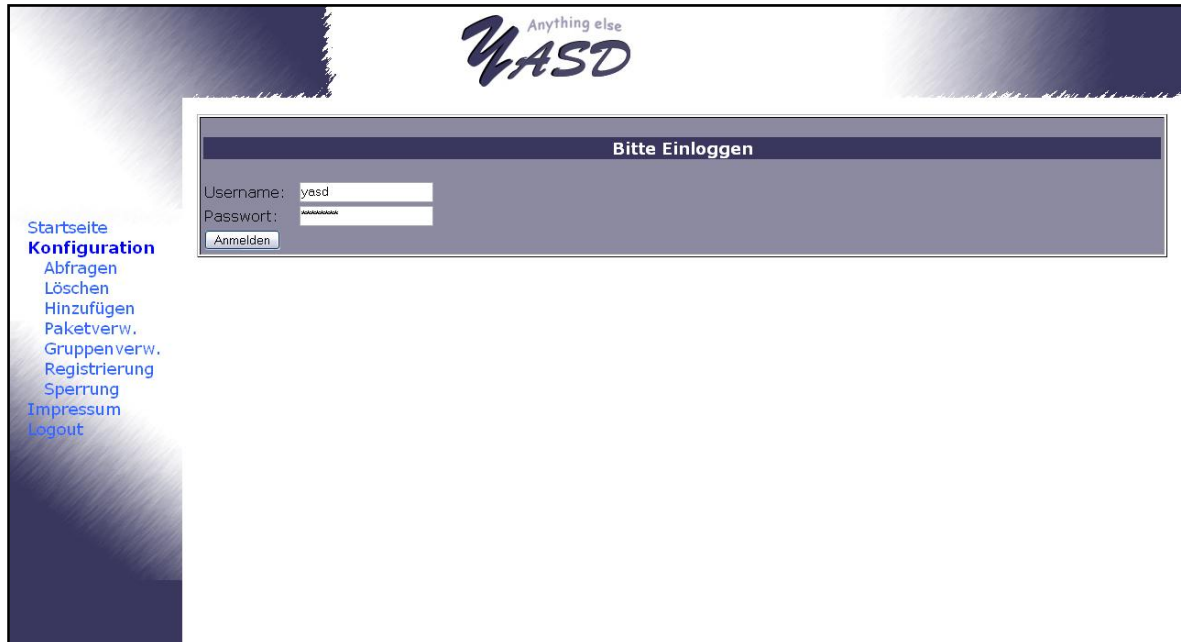 Anything else
YASD
Bitte Einloggen
Username: yasd
Passwort: ********
Anmelden
Startseite
Konfiguration
Abfragen
Löschen
Hinzufügen
Paketverw.
Gruppenverw.
Registrierung
Sperrung
Impressum
Logout